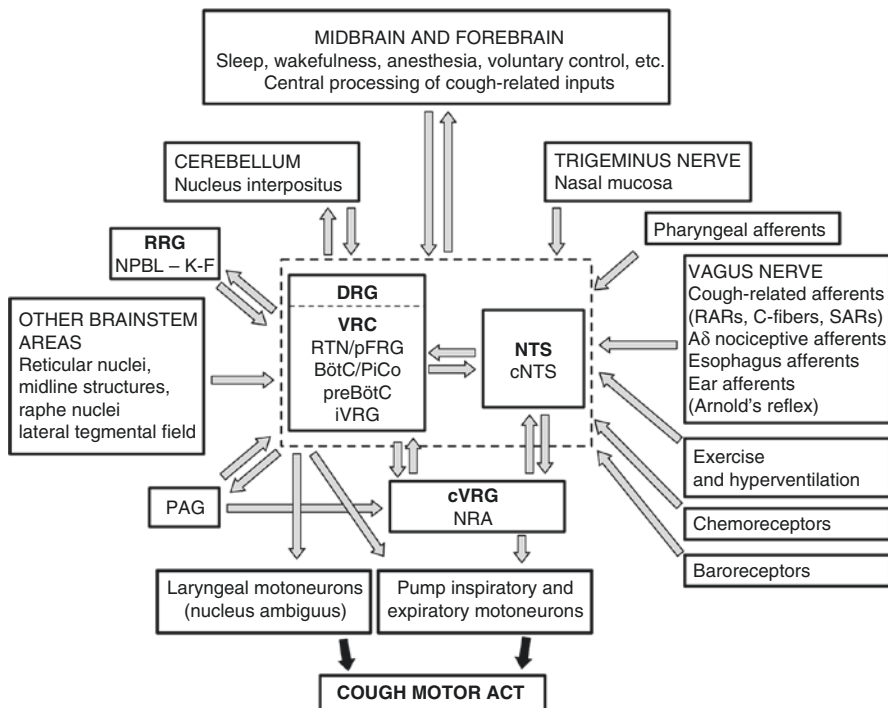 MIDBRAIN AND FOREBRAIN
Sleep, wakefulness, anesthesia, voluntary control, etc.
Central processing of cough-related inputs
CEREBELLUM
Nucleus interpositus
TRIGEMINUS NERVE
Nasal mucosa
Pharyngeal afferents
RRG
NPBL – K-F
VAGUS NERVE
Cough-related afferents
(RARs, C-fibers, SARs)
Aδ nociceptive afferents
Esophagus afferents
Ear afferents
(Arnold's reflex)
OTHER BRAINSTEM
AREAS
Reticular nuclei,
midline structures,
raphe nuclei
lateral tegmental field
DRG
VRC
RTN/pFRG
BötC/PiCo
preBötC
iVRG
NTS
cNTS
Exercise
and hyperventilation
PAG
cVRG
NRA
Chemoreceptors
Baroreceptors
Laryngeal motoneurons
(nucleus ambiguus)
Pump inspiratory and
expiratory motoneurons
COUGH MOTOR ACT